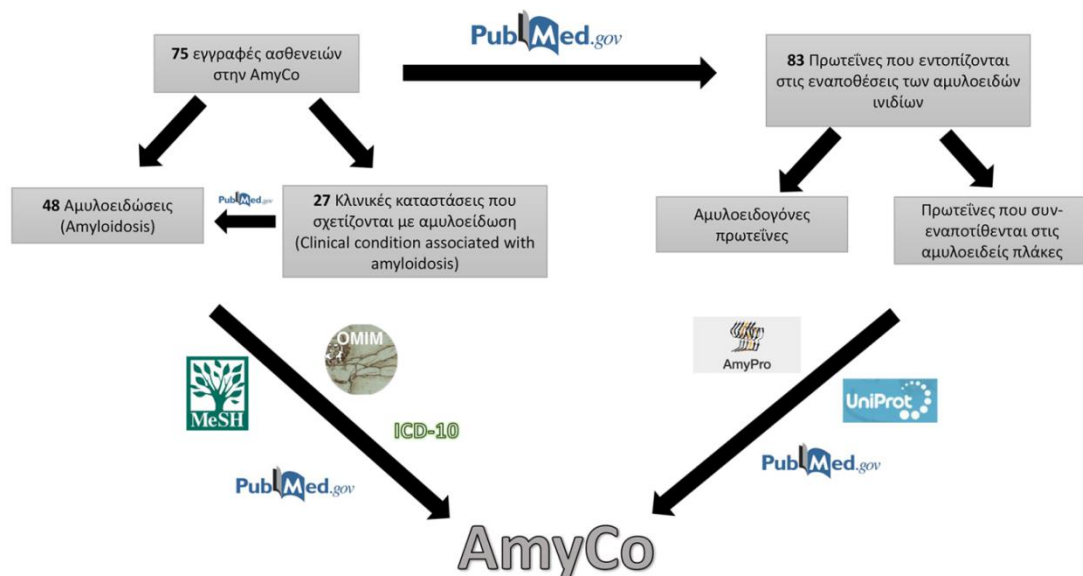 PubMed.gov
75 εγγραφές ασθενειών
στην AmyCo
83 Πρωτεΐνες που εντοπίζονται
στις εναποθέσεις των αμυλοειδών
ινιδίων
48 Αμυλοειδώσεις
(Amyloidosis)
PubMed.gov
27 Κλινικές καταστάσεις που
σχετίζονται με αμυλοείδωση
(Clinical condition associated with
amyloidosis)
Αμυλοειδογόνες
πρωτεΐνες
Πρωτεΐνες που συν-
εναποτίθενται στις
αμυλοειδείς πλάκες
OMIM
MeSH
ICD-10
PubMed.gov
AmyPro
UniProt
PubMed.gov
AmyCo